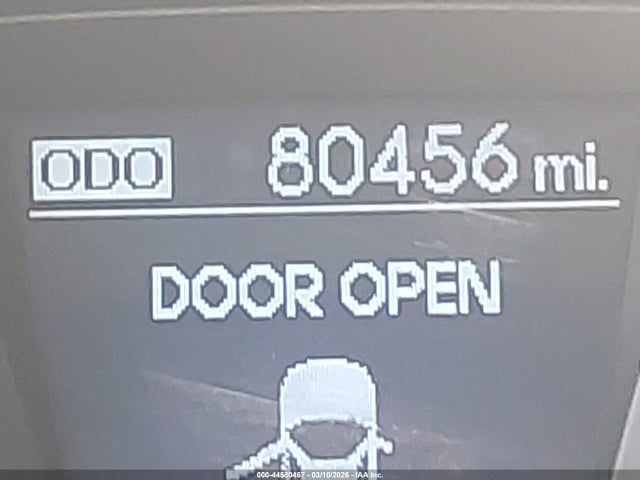 ODO 80456 mi.
DOOR OPEN
000-44580467 - 03/10/2026 - IAA Inc.